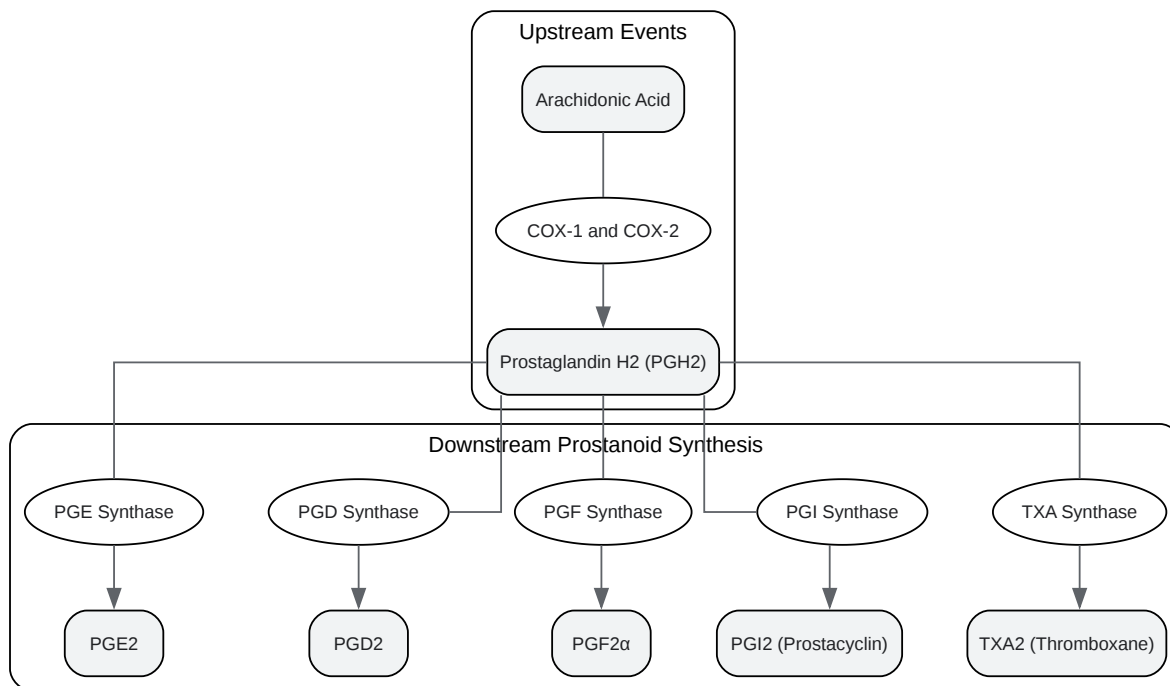 Upstream Events
Arachidonic Acid
COX-1 and COX-2
Prostaglandin H2 (PGH2)
Downstream Prostanoid Synthesis
PGE Synthase
PGD Synthase
PGF Synthase
PGI Synthase
TXA Synthase
PGE2
PGD2
PGF2α
PGI2 (Prostacyclin)
TXA2 (Thromboxane)